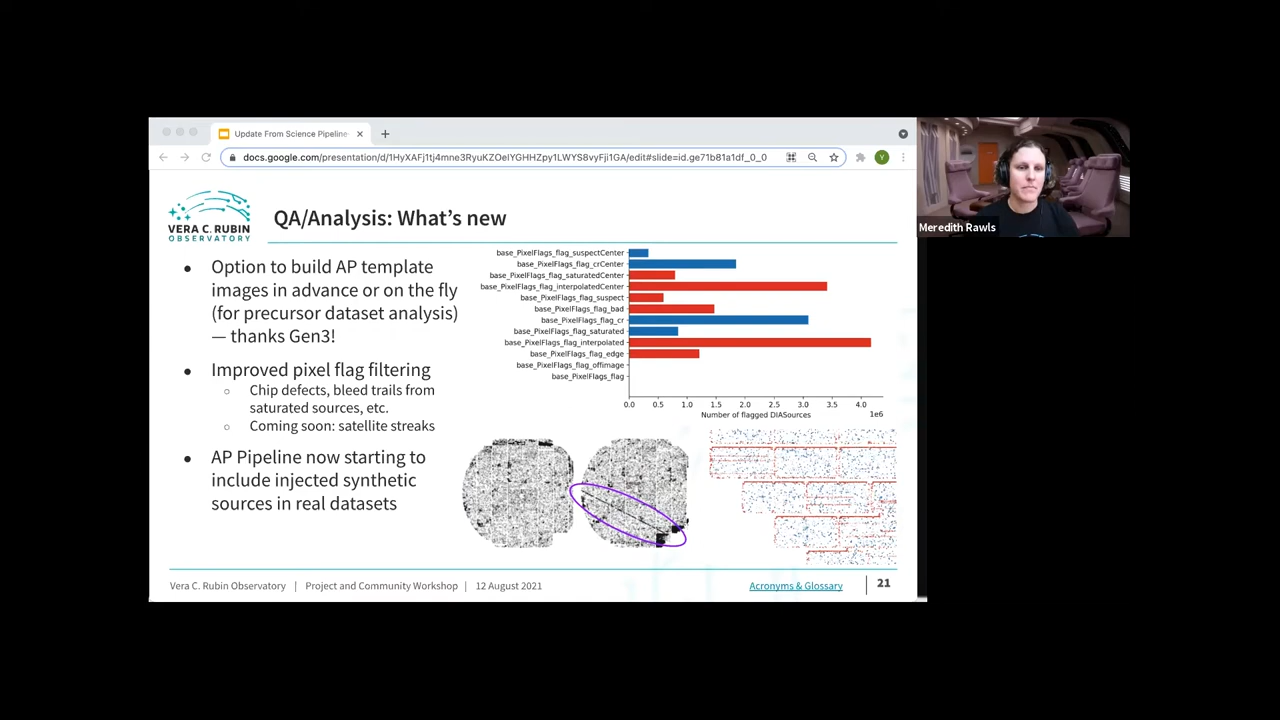 Update From Science Pipeline
docs.google.com/presentation/d/1HyXAFj1tj4mne3RyuKZOeIYGHHZpy1LWYS8vyFji1GA/edit#slide=id.ge71b81a1df_0_0
Y
VERA C. RUBIN
OBSERVATORY
QA/Analysis: What's new
● Option to build AP template
images in advance or on the fly
(for precursor dataset analysis)
— thanks Gen3!
● Improved pixel flag filtering
○ Chip defects, bleed trails from
saturated sources, etc.
○ Coming soon: satellite streaks
● AP Pipeline now starting to
include injected synthetic
sources in real datasets
base_PixelFlags_flag_suspectCenter
base_PixelFlags_flag_crCenter
base_PixelFlags_flag_saturatedCenter
base_PixelFlags_flag_interpolatedCenter
base_PixelFlags_flag_suspect
base_PixelFlags_flag_bad
base_PixelFlags_flag_cr
base_PixelFlags_flag_saturated
base_PixelFlags_flag_interpolated
base_PixelFlags_flag_edge
base_PixelFlags_flag_offimage
base_PixelFlags_flag
0.0 0.5 1.0 1.5 2.0 2.5 3.0 3.5 4.0
Number of flagged DIASources 1e6
Vera C. Rubin Observatory | Project and Community Workshop | 12 August 2021
Acronyms & Glossary 21
Meredith Rawls